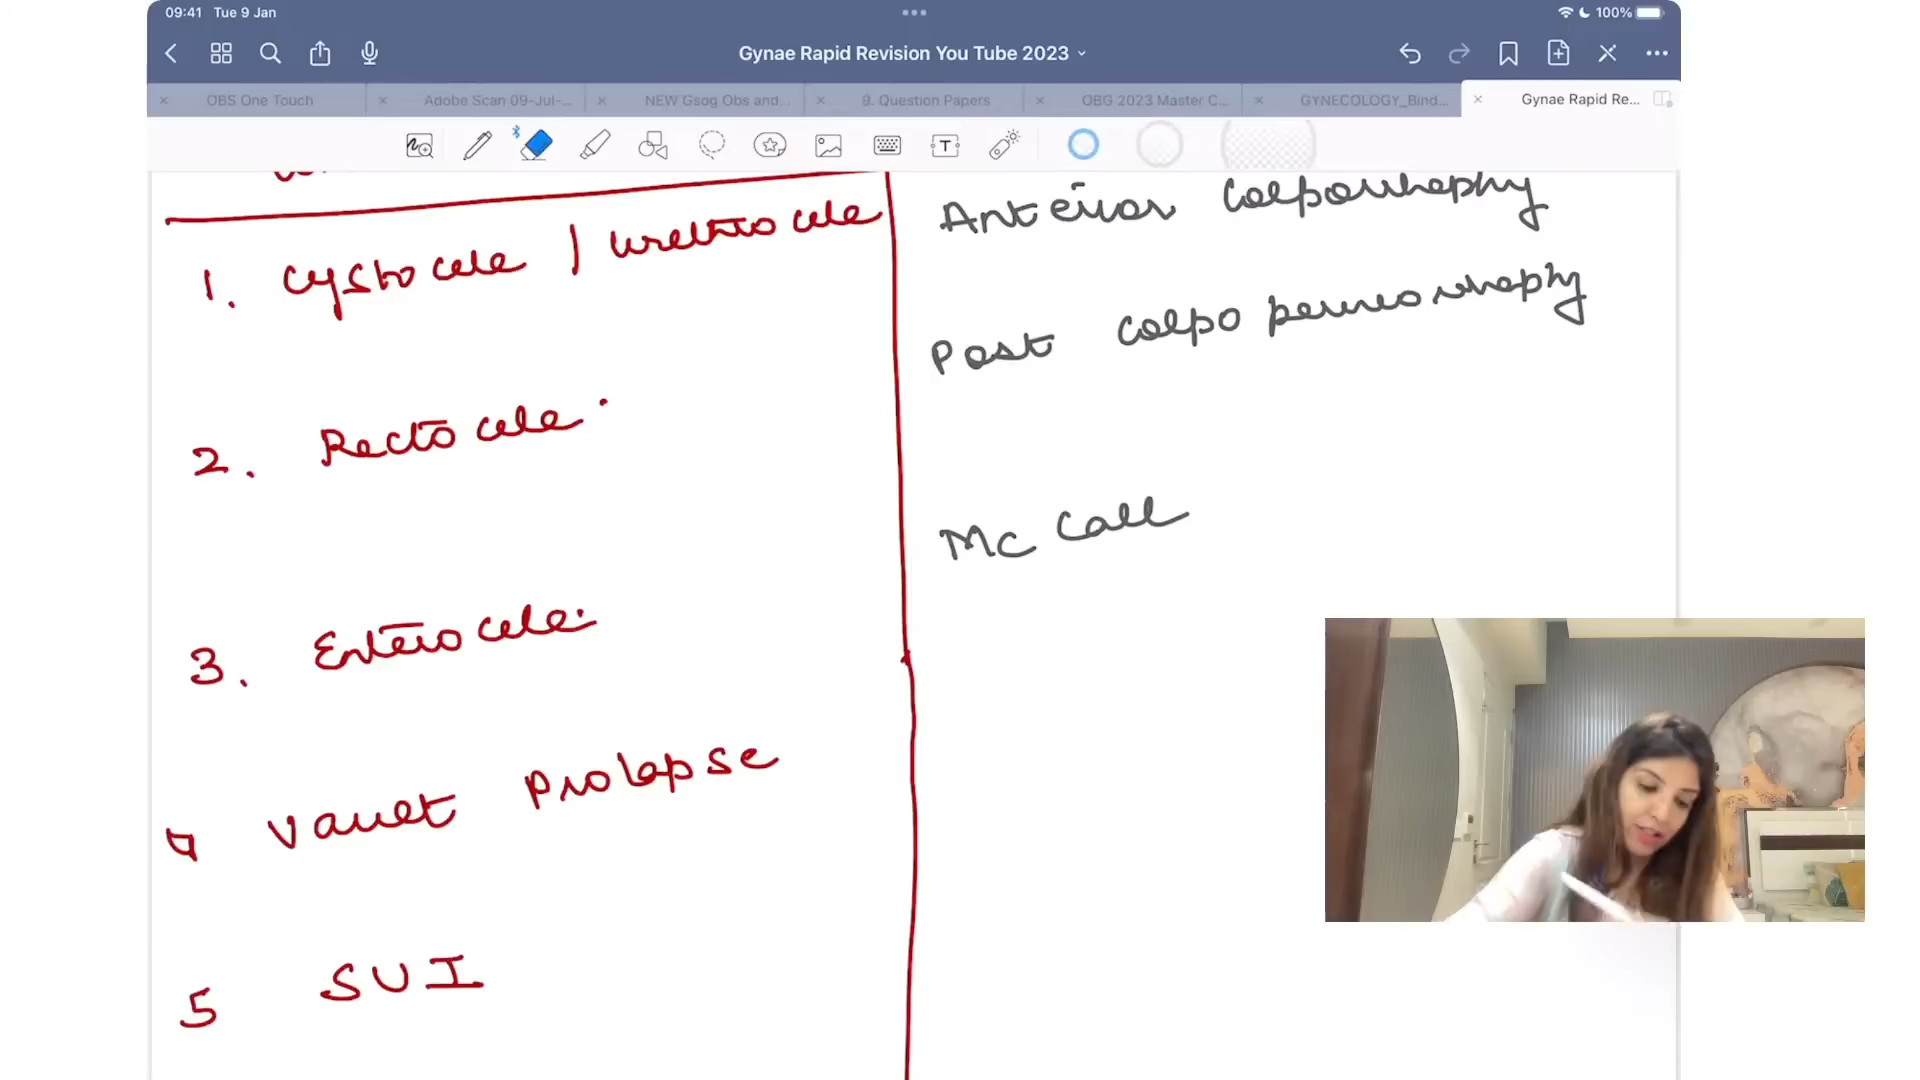 09:41 Tue 9 Jan
100%
Gynae Rapid Revision You Tube 2023
OBS One Touch
Adobe Scan 09-Jul-...
NEW Gsog Obs and...
9. Question Papers
OBG 2023 Master C...
GYNECOLOGY_Bind...
Gynae Rapid Re...
T
1. Cystocele / Urethrocele
Anterior Colporrhaphy
Post Colpo perineorrhaphy
2. Rectocele
Mc Call
3. Enterocele
4 Vault Prolapse
5 SUI